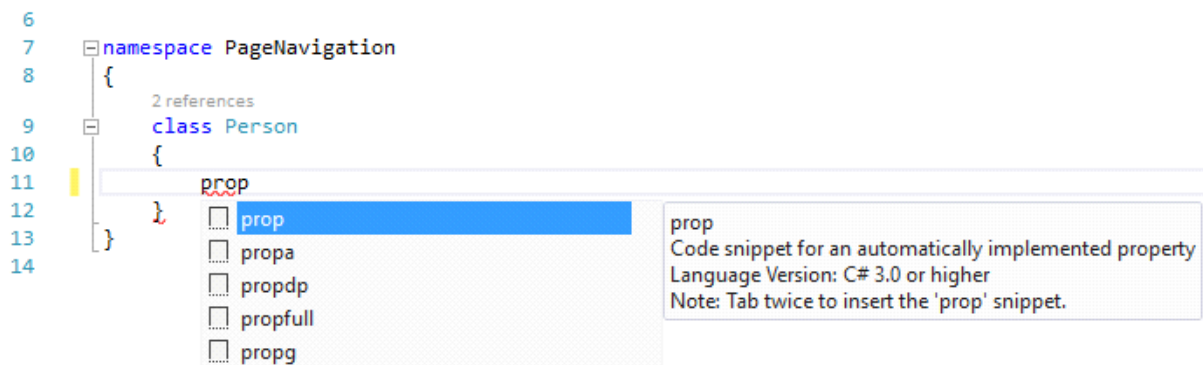 6
7 namespace PageNavigation
8 {
2 references
9 class Person
10 {
11 prop
12 }
13 }
14
prop
propa
propdp
propfull
propg
prop
Code snippet for an automatically implemented property
Language Version: C# 3.0 or higher
Note: Tab twice to insert the 'prop' snippet.